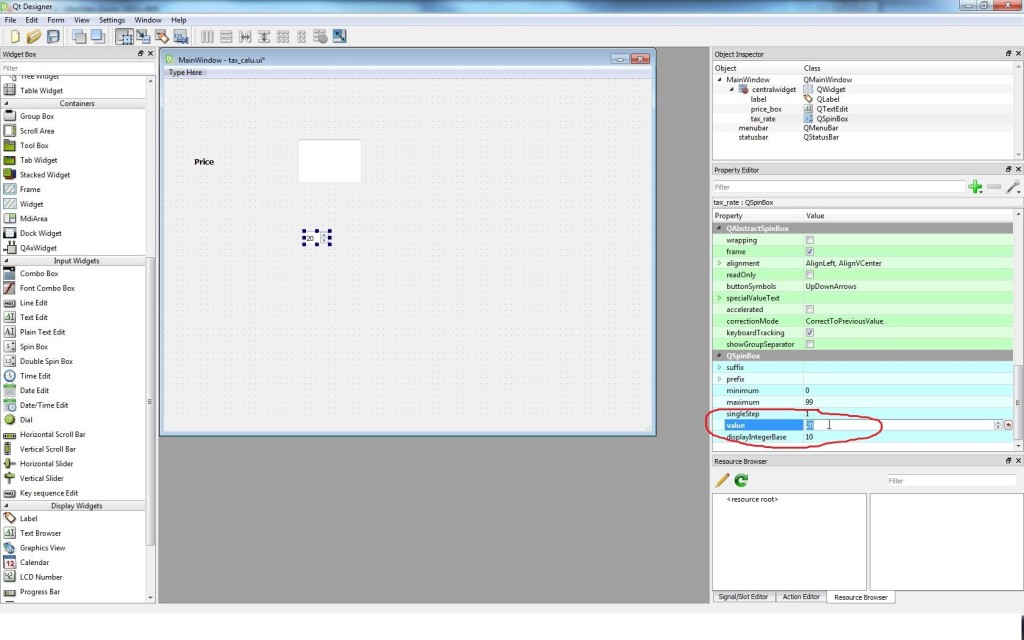 Qt Designer
File Edit Form View Settings Window Help
Widget Box
Filter
Tree Widget
Table Widget
Containers
Group Box
Scroll Area
Tool Box
Tab Widget
Stacked Widget
Frame
Widget
MdiArea
Dock Widget
QAxWidget
Input Widgets
Combo Box
Font Combo Box
Line Edit
Text Edit
Plain Text Edit
Spin Box
Double Spin Box
Time Edit
Date Edit
Date/Time Edit
Dial
Horizontal Scroll Bar
Vertical Scroll Bar
Horizontal Slider
Vertical Slider
Key sequence Edit
Display Widgets
Label
Text Browser
Graphics View
Calendar
LCD Number
Progress Bar
MainWindow - tax_calu.ui*
Type Here
Price
20
Object Inspector
Object Class
MainWindow QMainWindow
centralwidget QWidget
label QLabel
price_box QTextEdit
tax_rate QSpinBox
menubar QMenuBar
statusbar QStatusBar
Property Editor
Filter
tax_rate : QSpinBox
Property Value
QAbstractSpinBox
wrapping
frame
alignment AlignLeft, AlignVCenter
readOnly
buttonSymbols UpDownArrows
specialValueText
accelerated
correctionMode CorrectToPreviousValue
keyboardTracking
showGroupSeparator
QSpinBox
suffix
prefix
minimum 0
maximum 99
singleStep 1
value 20
displayIntegerBase 10
Resource Browser
Filter
<resource root>
Signal/Slot Editor Action Editor Resource Browser